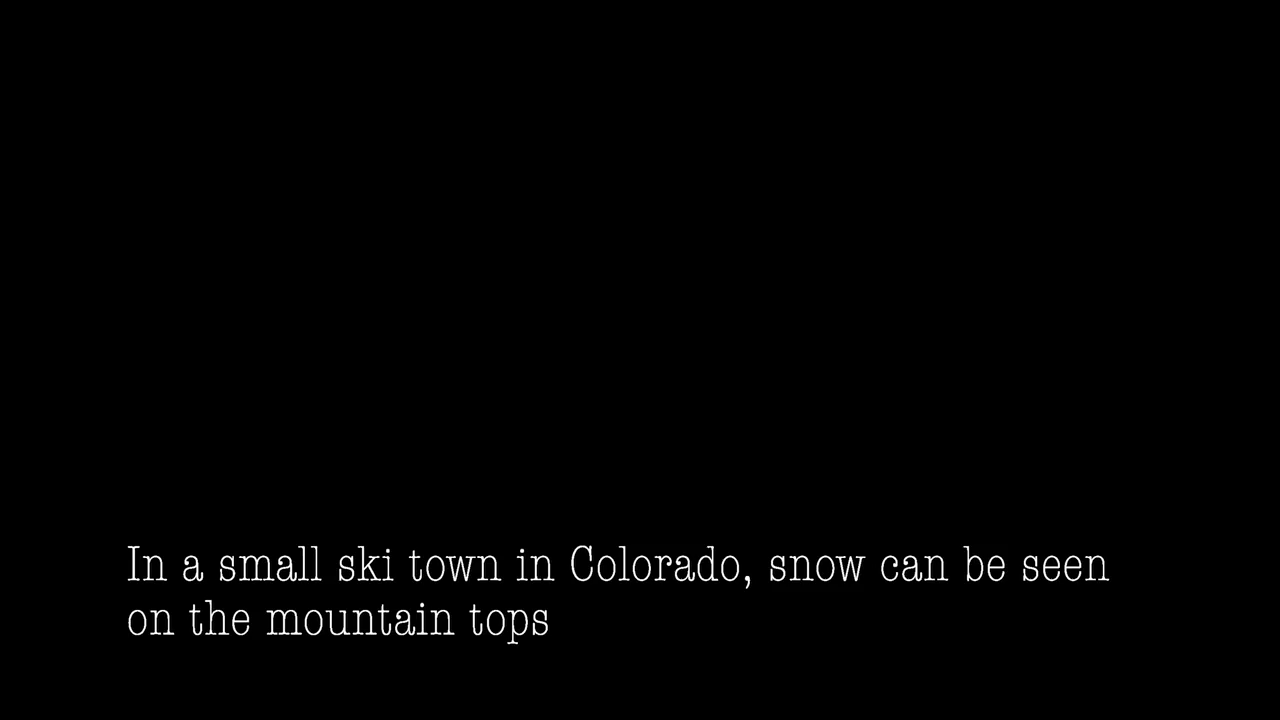 In a small ski town in Colorado, snow can be seen
on the mountain tops